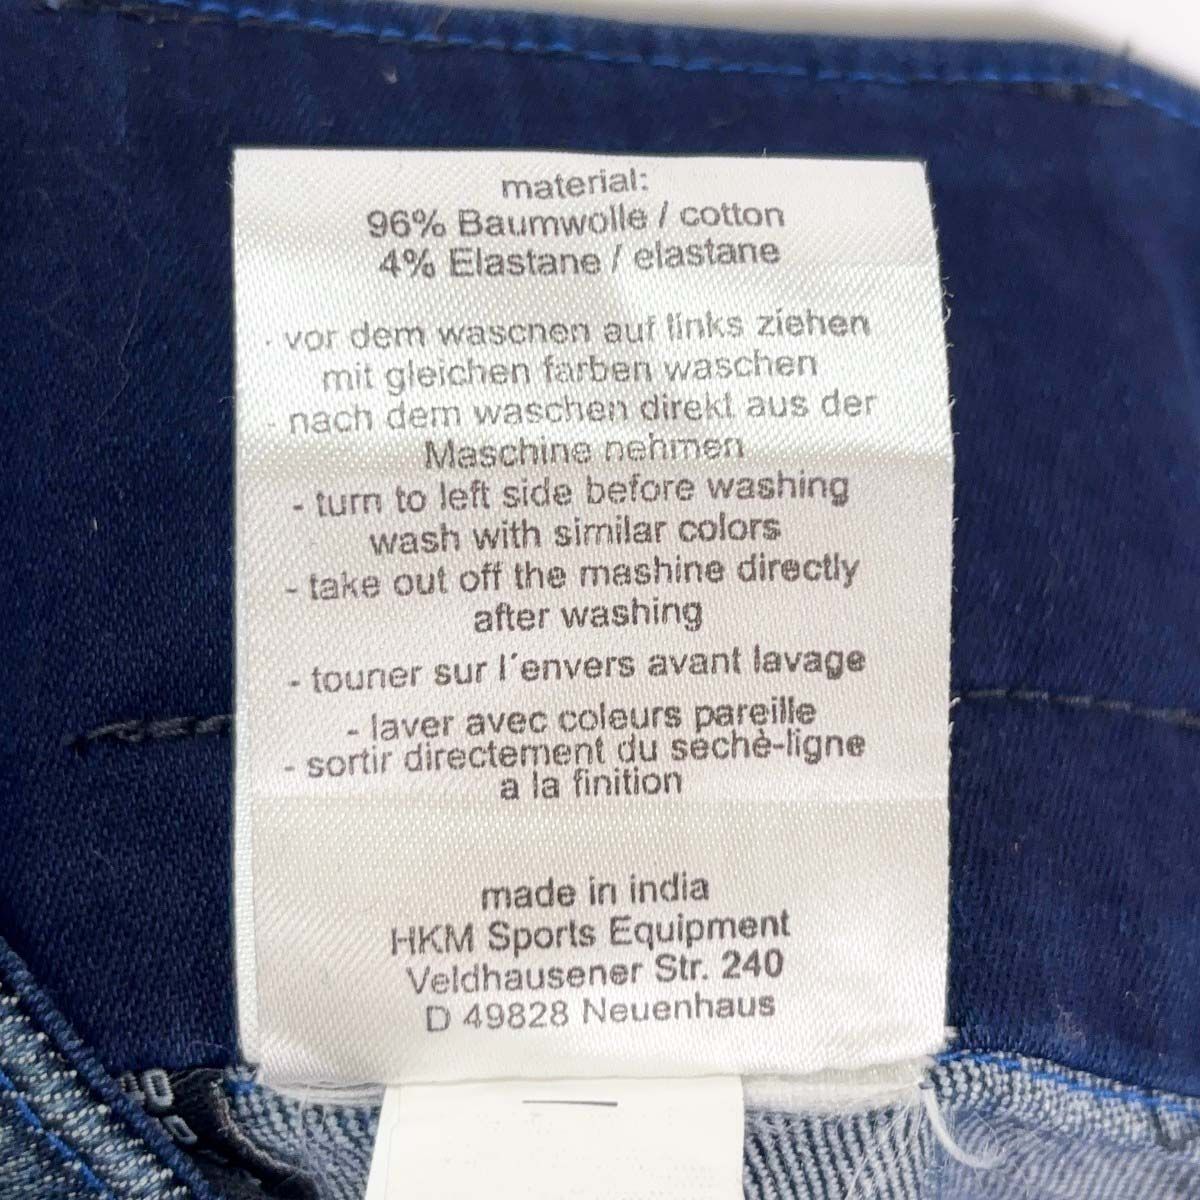 material:
96% Baumwolle / cotton
4% Elastane / elastane
- vor dem waschen auf links ziehen
mit gleichen farben waschen
- nach dem waschen direkt aus der
Maschine nehmen
- turn to left side before washing
wash with similar colors
- take out off the mashine directly
after washing
- touner sur l´envers avant lavage
- laver avec coleurs pareille
- sortir directement du sechè-ligne
a la finition
made in india
HKM Sports Equipment
Veldhausener Str. 240
D 49828 Neuenhaus